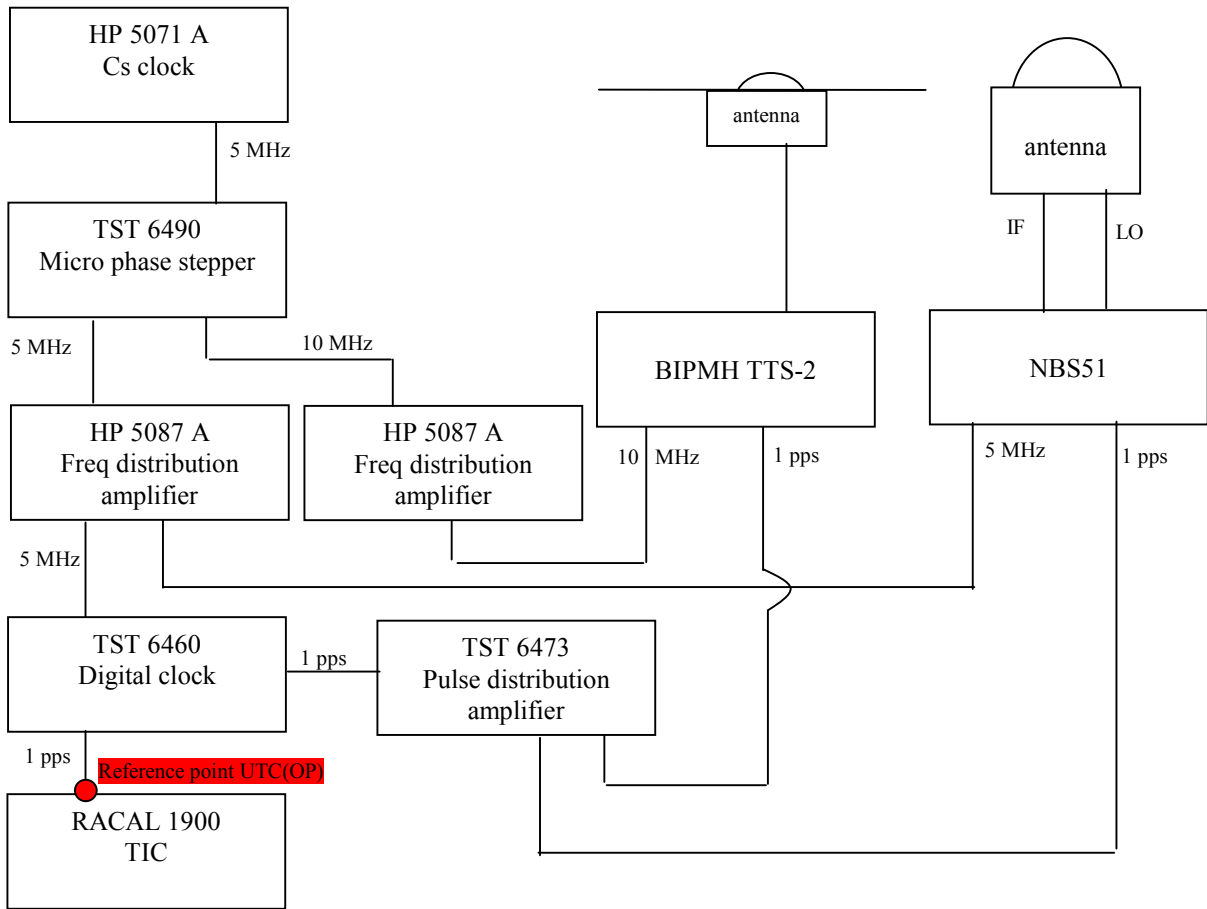 HP 5071 A
Cs clock
5 MHz
antenna
antenna
TST 6490
Micro phase stepper
IF
LO
5 MHz
10 MHz
BIPMH TTS-2
NBS51
HP 5087 A
Freq distribution
amplifier
HP 5087 A
Freq distribution
amplifier
10 MHz
1 pps
5 MHz
1 pps
5 MHz
TST 6460
Digital clock
1 pps
TST 6473
Pulse distribution
amplifier
1 pps
Reference point UTC(OP)
RACAL 1900
TIC